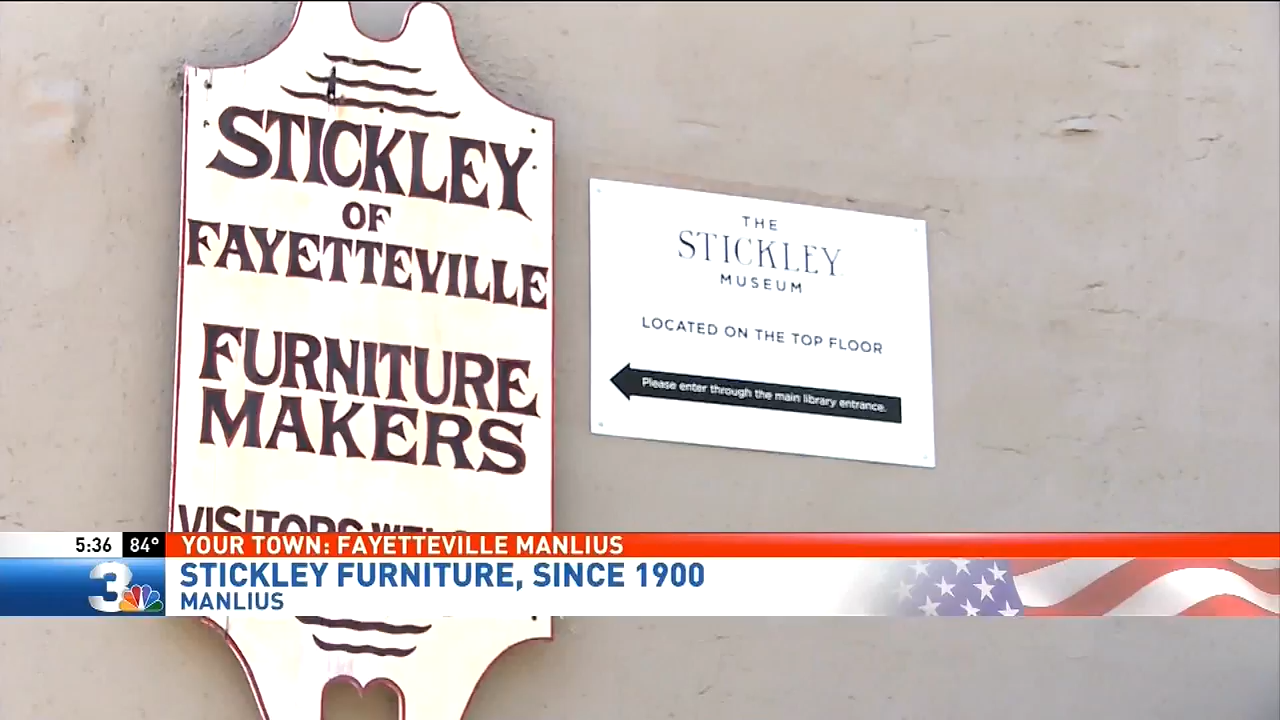 STICKLEY
OF
FAYETTEVILLE
FURNITURE
MAKERS
VISITORS
THE
STICKLEY
MUSEUM
LOCATED ON THE TOP FLOOR
Please enter through the main library entrance.
5:36 84° YOUR TOWN: FAYETTEVILLE MANLIUS
3 STICKLEY FURNITURE, SINCE 1900
MANLIUS